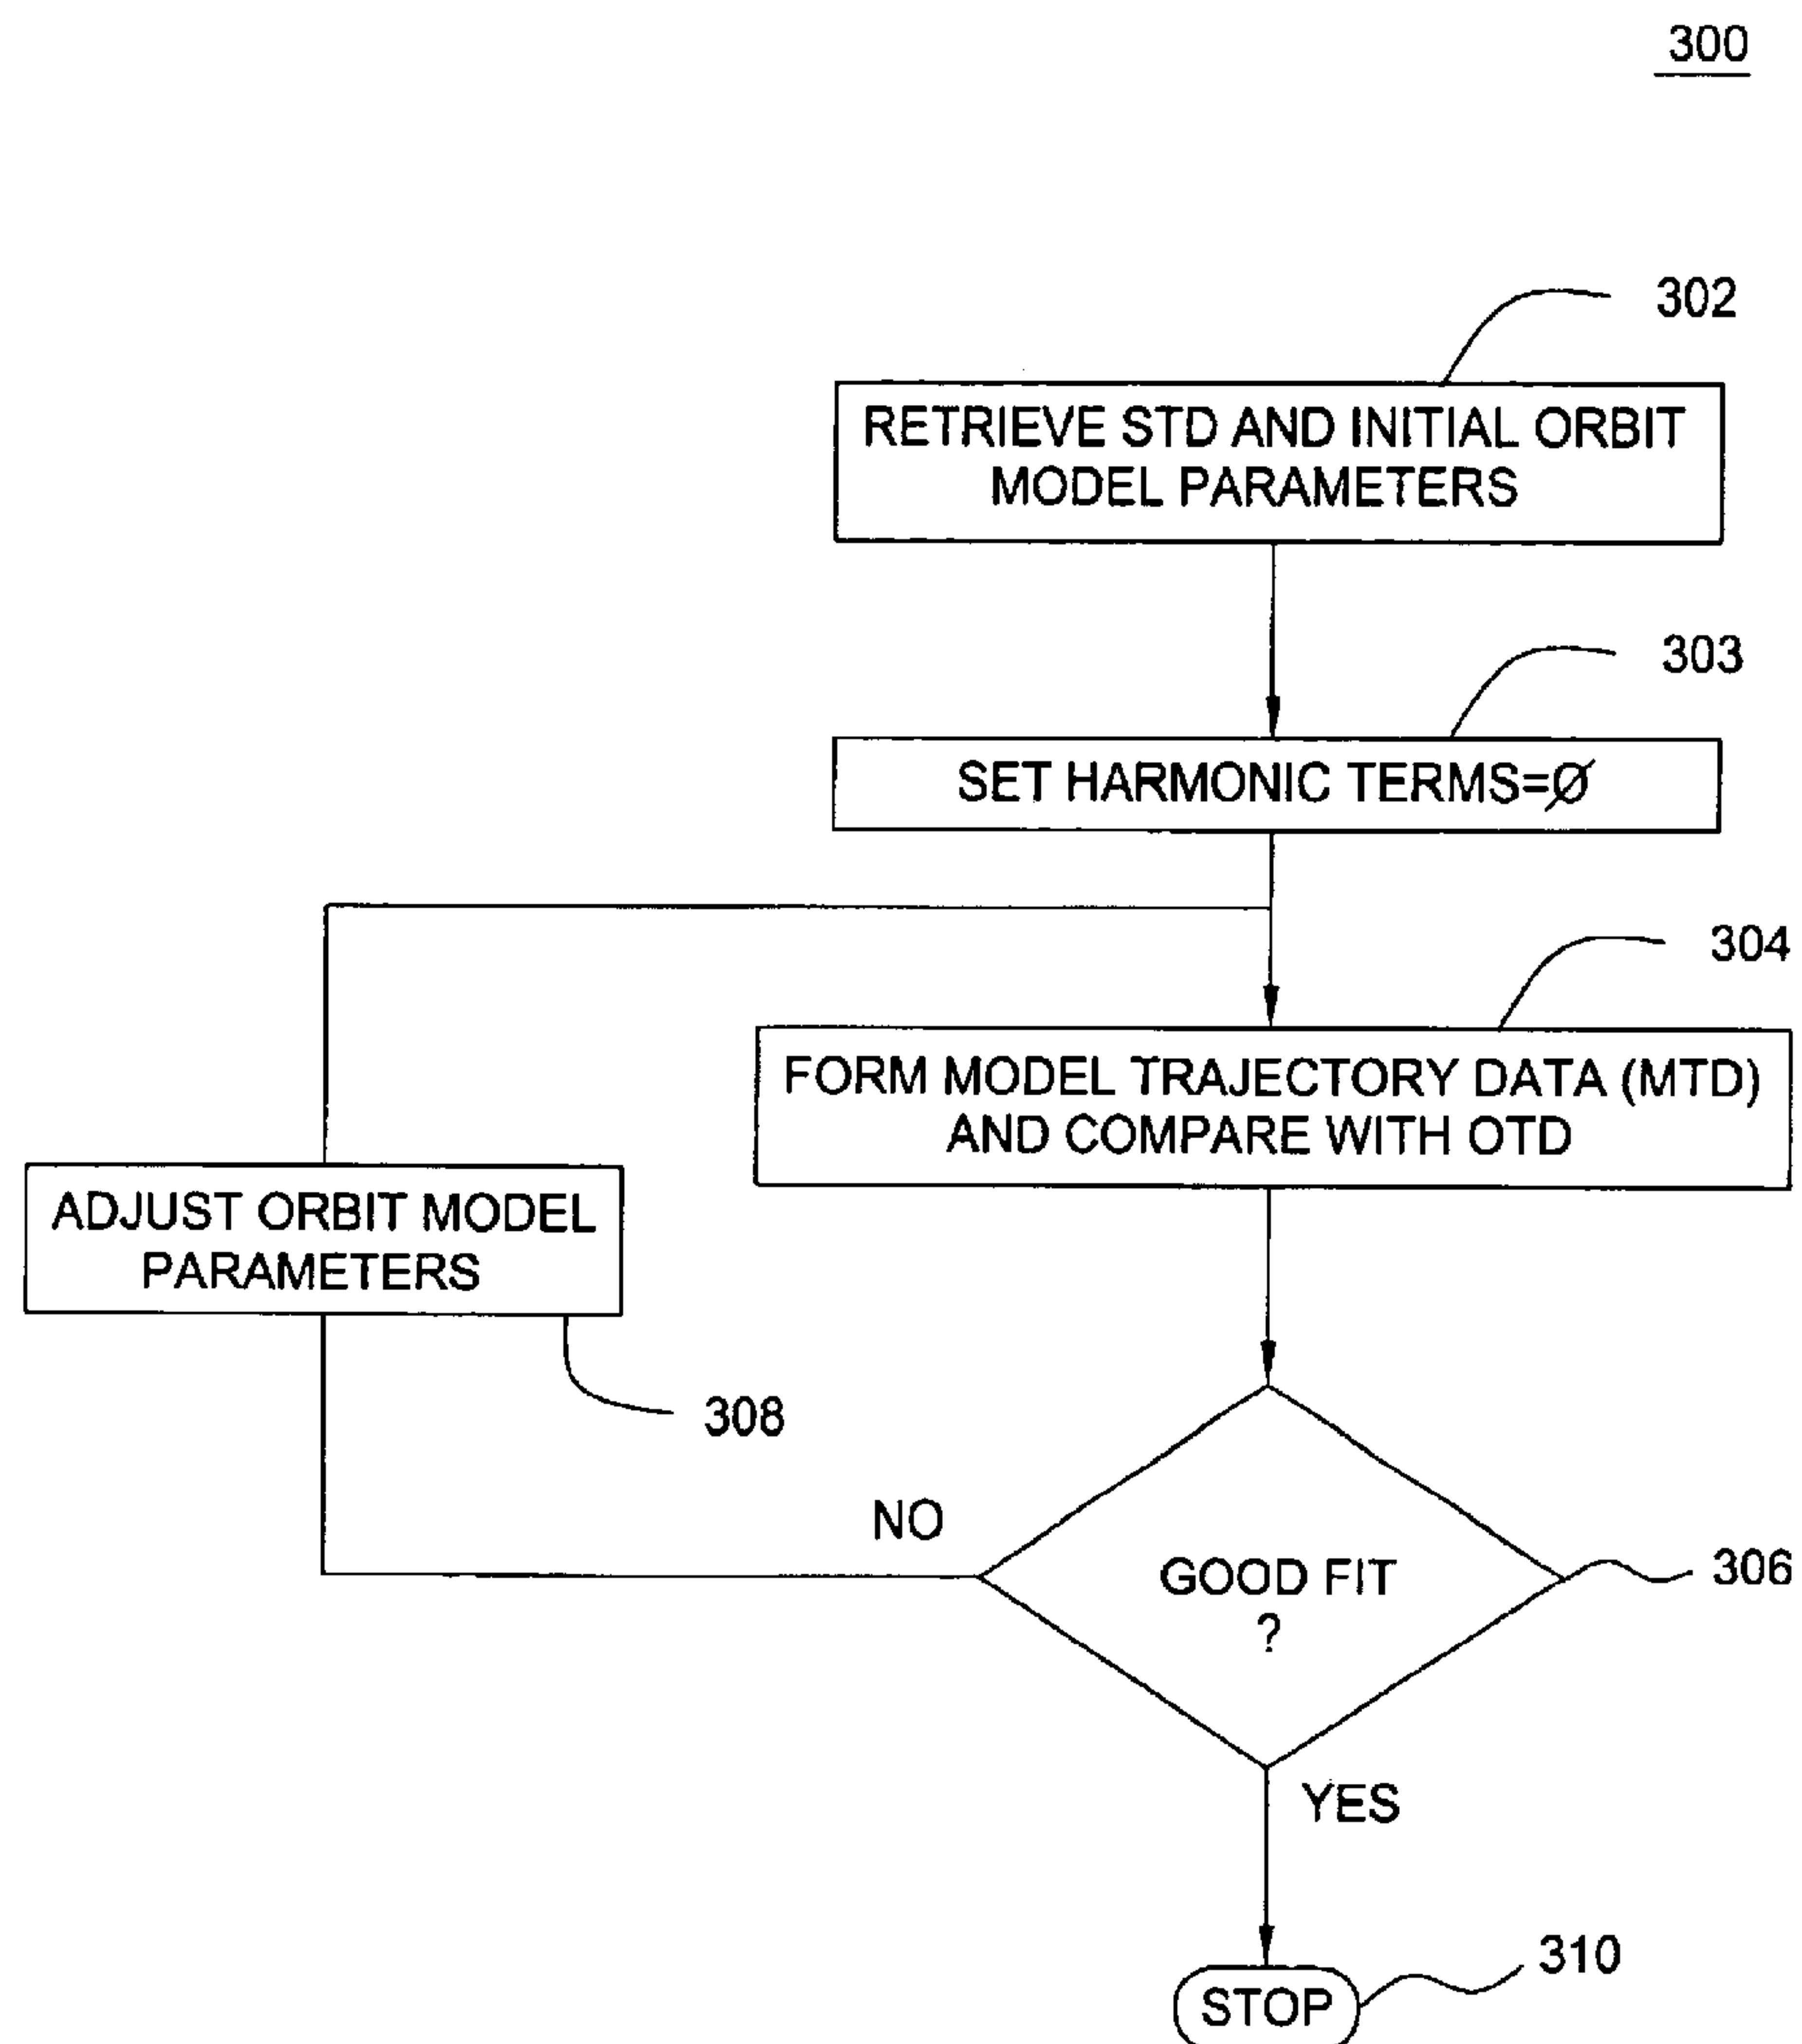 300
302
RETRIEVE STD AND INITIAL ORBIT
MODEL PARAMETERS
303
SET HARMONIC TERMS=Ø
304
FORM MODEL TRAJECTORY DATA (MTD)
AND COMPARE WITH OTD
ADJUST ORBIT MODEL
PARAMETERS
308
NO
GOOD FIT
?
306
YES
310
STOP